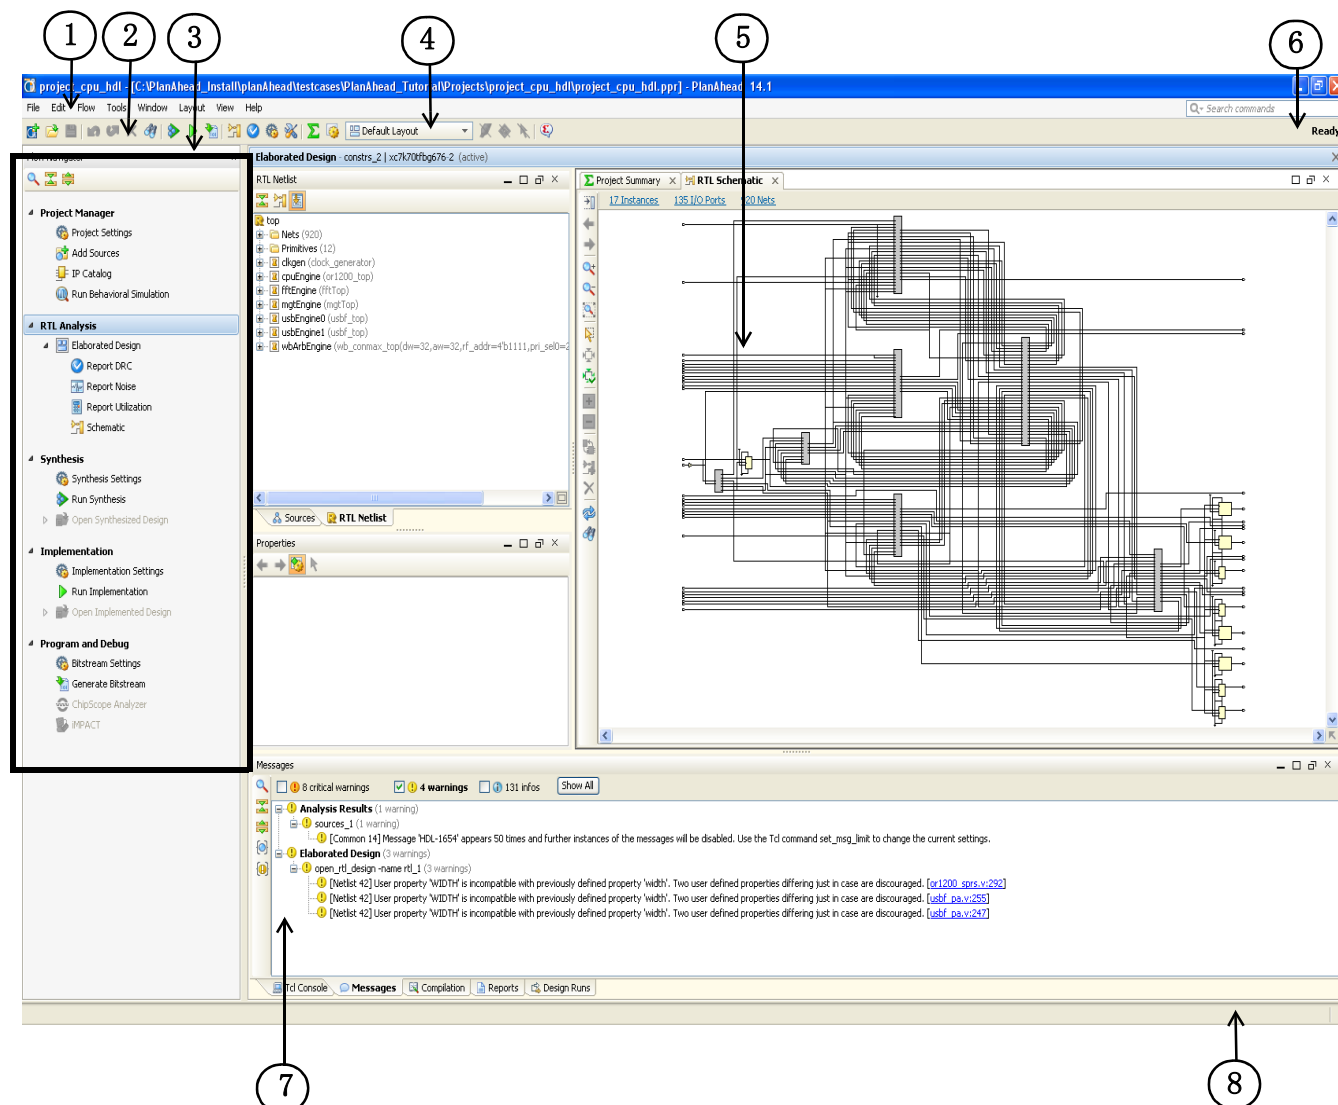 1 2 3 4 5 6
project_cpu_hdl - [C:\PlanAhead_Install\planAhead\testcases\PlanAhead_Tutorial\Projects\project_cpu_hdl\project_cpu_hdl.ppr] - PlanAhead 14.1
File Edit Flow Tools Window Layout View Help
Search commands
Default Layout
Ready
Elaborated Design - constrs_2 | xc7k70tfbg676-2 (active)
Project Manager
Project Settings
Add Sources
IP Catalog
Run Behavioral Simulation
RTL Analysis
Elaborated Design
Report DRC
Report Noise
Report Utilization
Schematic
Synthesis
Synthesis Settings
Run Synthesis
Open Synthesized Design
Implementation
Implementation Settings
Run Implementation
Open Implemented Design
Program and Debug
Bitstream Settings
Generate Bitstream
ChipScope Analyzer
iMPACT
RTL Netlist
top
Nets (920)
Primitives (12)
clkgen (clock_generator)
cpuEngine (or1200_top)
fftEngine (fftTop)
mgtEngine (mgtTop)
usbEngine0 (usbf_top)
usbEngine1 (usbf_top)
wbArbEngine (wb_conmax_top(dw=32,aw=32,rf_addr=4'b1111,pri_sel0=2
Sources RTL Netlist
Properties
Project Summary RTL Schematic
17 Instances 135 I/O Ports 920 Nets
Messages
8 critical warnings 4 warnings 131 infos Show All
Analysis Results (1 warning)
sources_1 (1 warning)
[Common 14] Message 'HDL-1654' appears 50 times and further instances of the messages will be disabled. Use the Tcl command set_msg_limit to change the current settings.
Elaborated Design (3 warnings)
open_rtl_design -name rtl_1 (3 warnings)
[Netlist 42] User property 'WIDTH' is incompatible with previously defined property 'width'. Two user defined properties differing just in case are discouraged. [or1200_sprs.v:292]
[Netlist 42] User property 'WIDTH' is incompatible with previously defined property 'width'. Two user defined properties differing just in case are discouraged. [usbf_pa.v:255]
[Netlist 42] User property 'WIDTH' is incompatible with previously defined property 'width'. Two user defined properties differing just in case are discouraged. [usbf_pa.v:247]
Tcl Console Messages Compilation Reports Design Runs
7 8